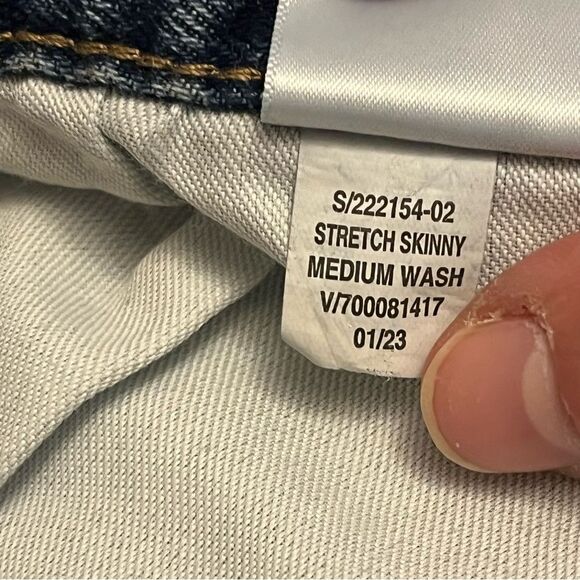 S/222154-02
STRETCH SKINNY
MEDIUM WASH
V/700081417
01/23